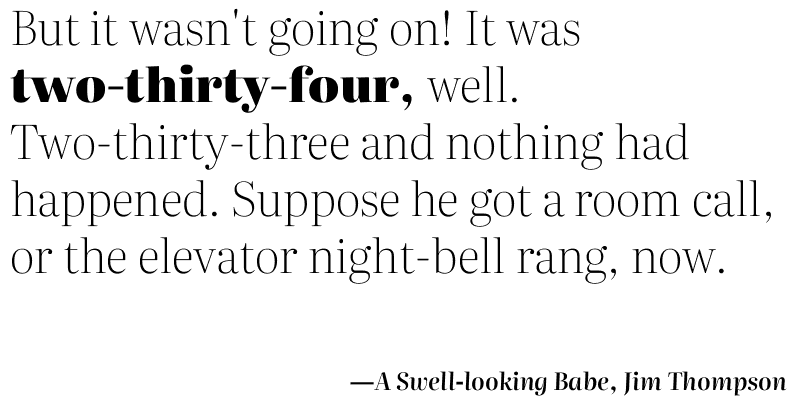 But it wasn't going on! It was
two-thirty-four, well.
Two-thirty-three and nothing had
happened. Suppose he got a room call,
or the elevator night-bell rang, now.
—A Swell-looking Babe, Jim Thompson